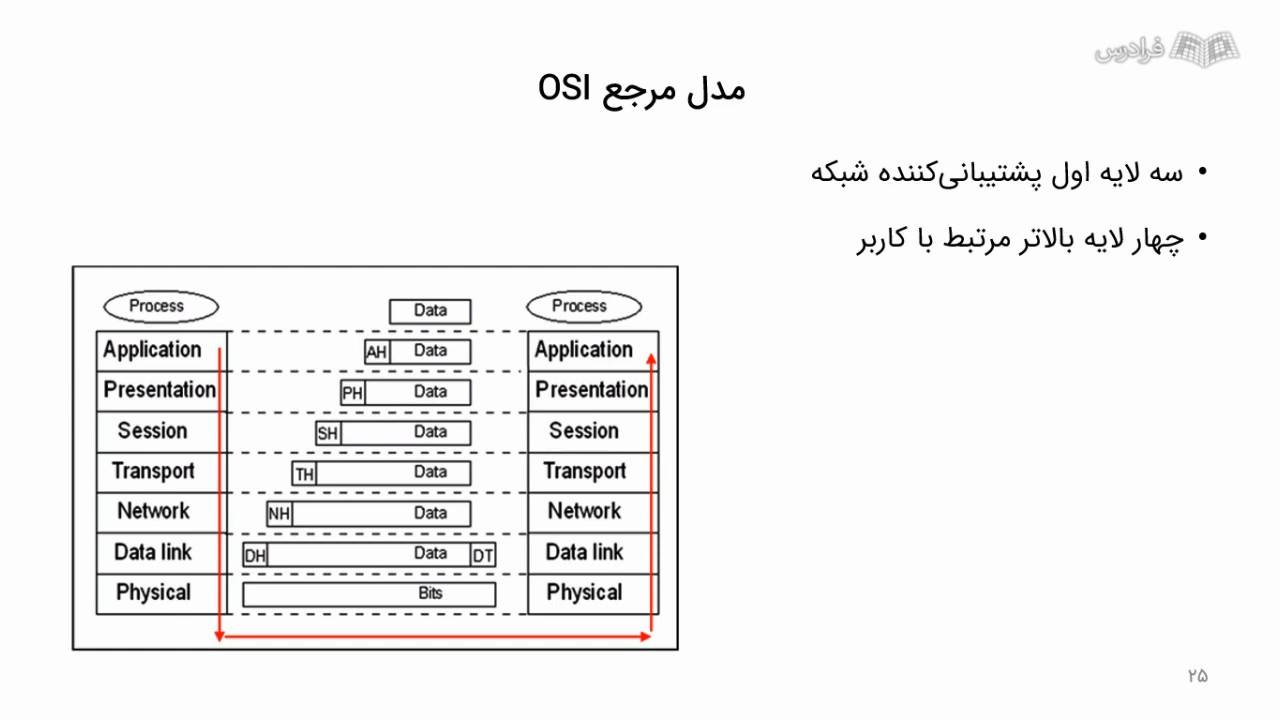 فرادرس
مدل مرجع OSI
• سه لایه اول پشتیبانی‌کننده شبکه
• چهار لایه بالاتر مرتبط با کاربر
Process Data Process
Application AH Data Application
Presentation PH Data Presentation
Session SH Data Session
Transport TH Data Transport
Network NH Data Network
Data link DH Data DT Data link
Physical Bits Physical
۲۵